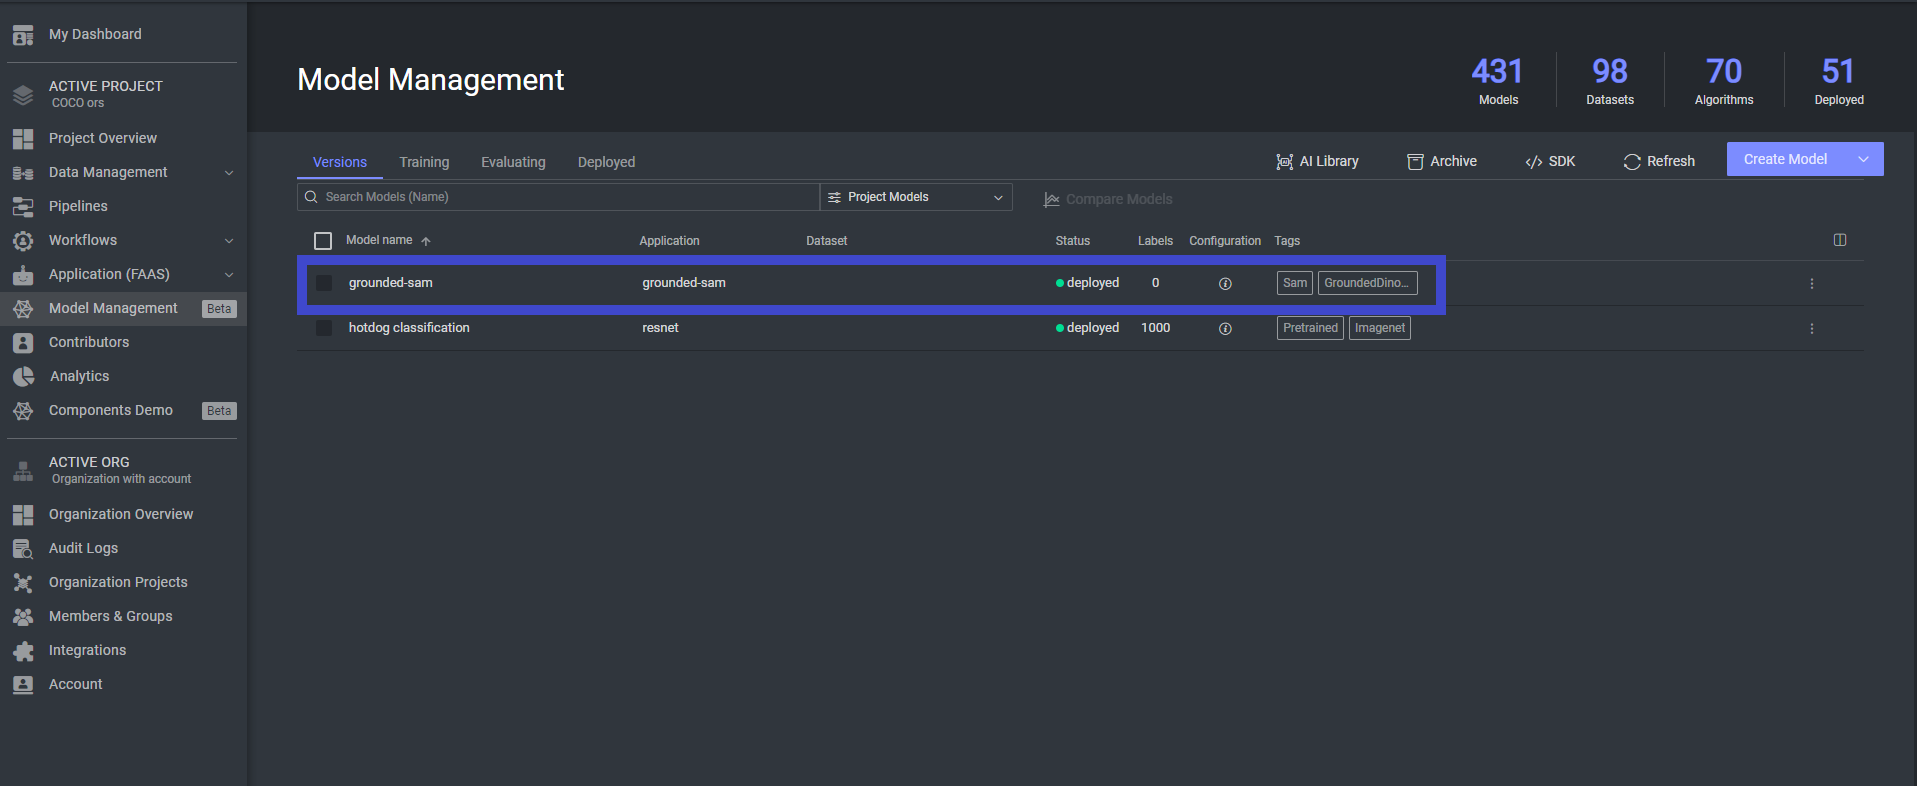 My Dashboard
ACTIVE PROJECT
COCO ors
Project Overview
Data Management
Pipelines
Workflows
Application (FAAS)
Model Management Beta
Contributors
Analytics
Components Demo Beta
ACTIVE ORG
Organization with account
Organization Overview
Audit Logs
Organization Projects
Members & Groups
Integrations
Account
Model Management
431 98 70 51
Models Datasets Algorithms Deployed
Versions Training Evaluating Deployed AI Library Archive </> SDK Refresh Create Model
Search Models (Name) Project Models Compare Models
Model name Application Dataset Status Labels Configuration Tags
grounded-sam grounded-sam deployed 0 Sam GroundedDino...
hotdog classification resnet deployed 1000 Pretrained Imagenet